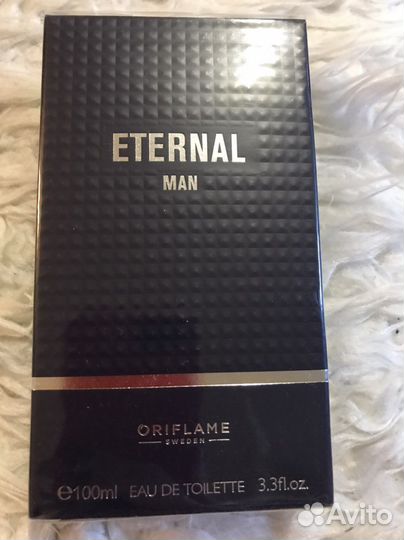 ETERNAL
MAN
ORIFLAME
SWEDEN
℮100ml EAU DE TOILETTE 3.3fl.oz.
Avito